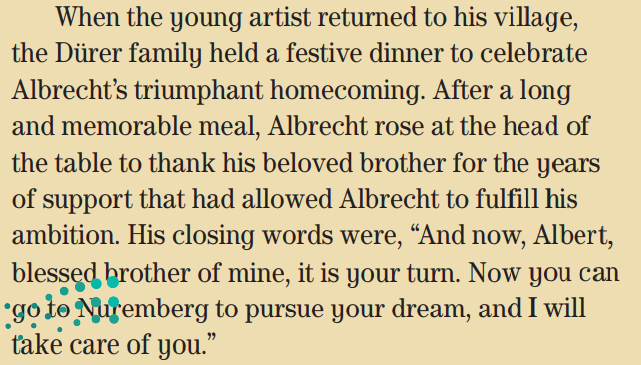 When the young artist returned to his village,
the Dürer family held a festive dinner to celebrate
Albrecht’s triumphant homecoming. After a long
and memorable meal, Albrecht rose at the head of
the table to thank his beloved brother for the years
of support that had allowed Albrecht to fulfill his
ambition. His closing words were, “And now, Albert,
blessed brother of mine, it is your turn. Now you can
go to Nuremberg to pursue your dream, and I will
take care of you.”